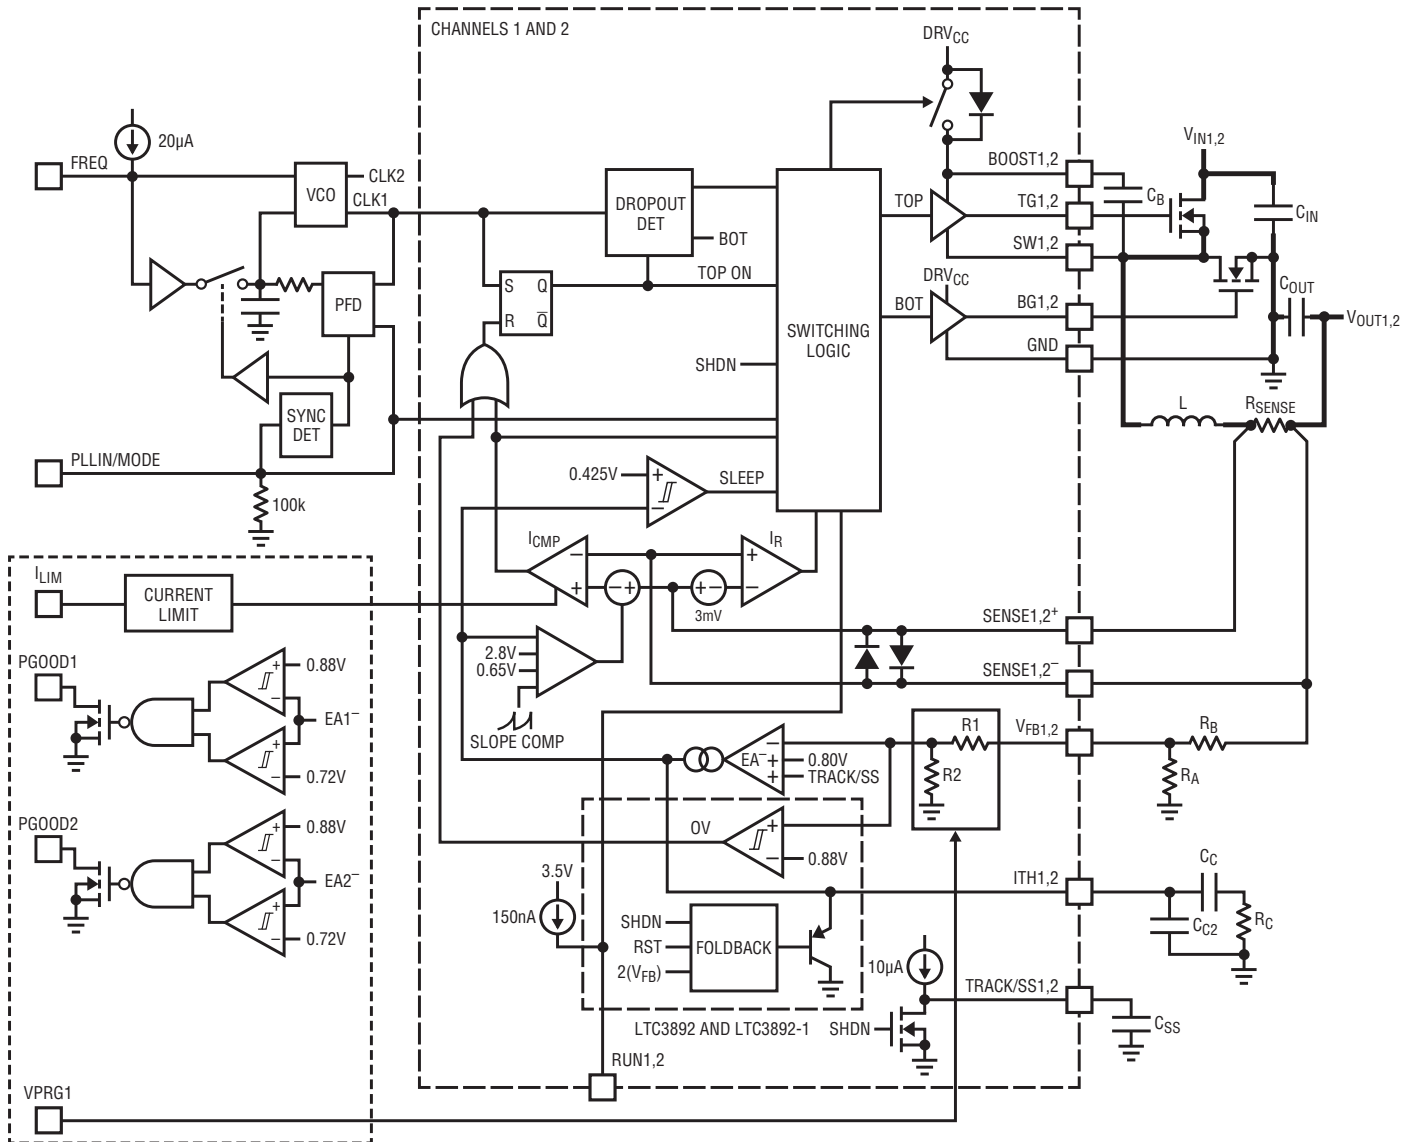 CHANNELS 1 AND 2
DRVCC
20µA
FREQ
VCO
CLK2
CLK1
DROPOUT
DET
BOT
TOP ON
PFD
S Q
R Q̅
SYNC
DET
PLLIN/MODE
100k
SHDN
SWITCHING
LOGIC
TOP
BOT
DRVCC
BOOST1,2
TG1,2
SW1,2
BG1,2
GND
VIN1,2
CB
CIN
COUT
VOUT1,2
L
RSENSE
0.425V
+
−
SLEEP
ICMP
−
+
− +
+ −
3mV
IR
+
−
ILIM
CURRENT
LIMIT
2.8V
0.65V
SLOPE COMP
SENSE1,2+
SENSE1,2−
PGOOD1
+
0.88V
−
EA1−
+
−
0.72V
PGOOD2
+
0.88V
−
EA2−
+
−
0.72V
R1
R2
VFB1,2
RB
RA
−
EA− +
+
0.80V
TRACK/SS
OV
+
−
0.88V
3.5V
150nA
SHDN
RST
2(VFB)
FOLDBACK
ITH1,2
CC
CC2
RC
10µA
TRACK/SS1,2
CSS
SHDN
LTC3892 AND LTC3892-1
RUN1,2
VPRG1